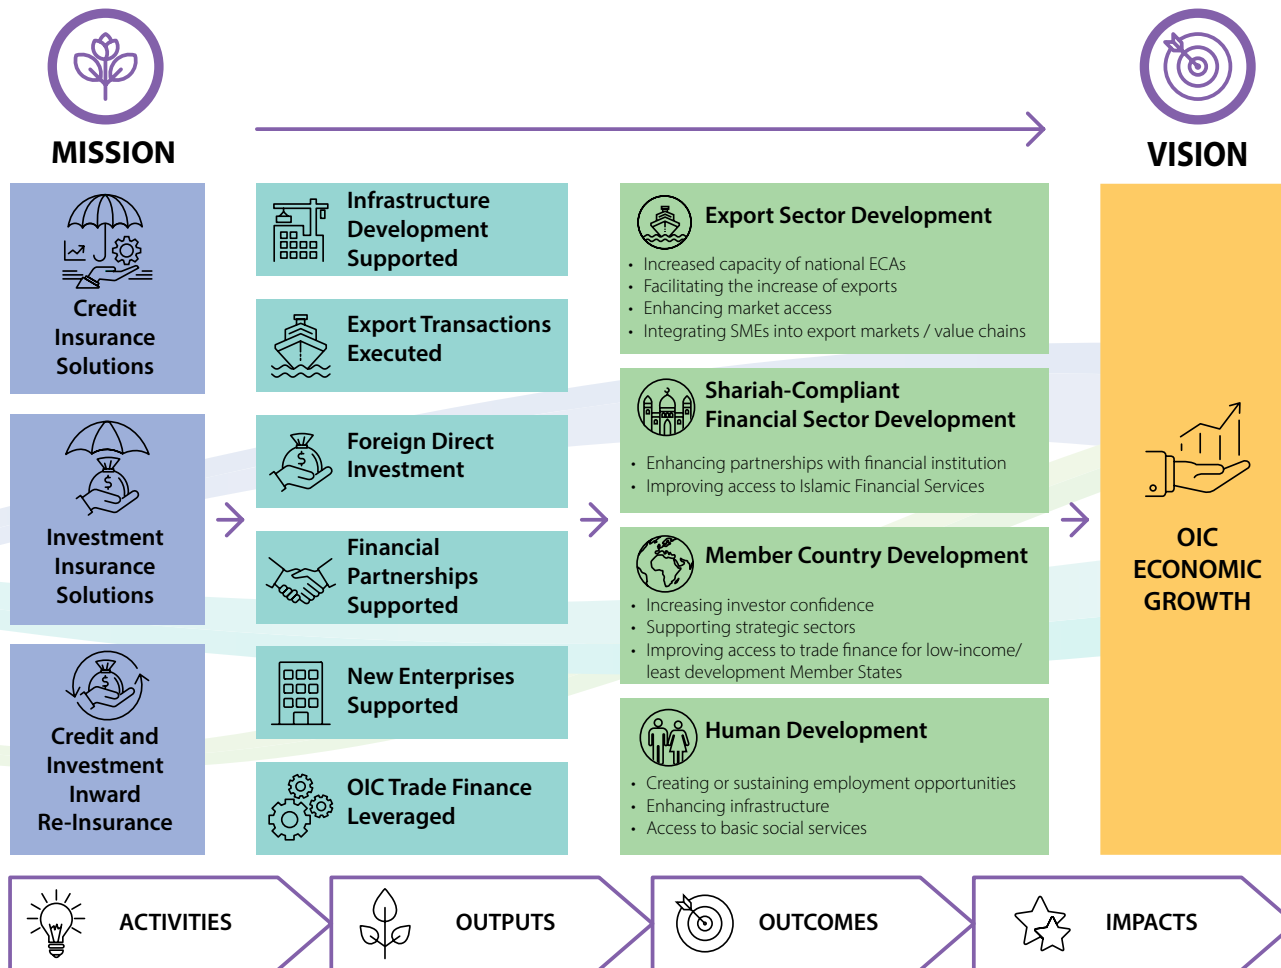 MISSION
VISION
Credit
Insurance
Solutions
Investment
Insurance
Solutions
Credit and
Investment
Inward
Re-Insurance
Infrastructure
Development
Supported
Export Transactions
Executed
Foreign Direct
Investment
Financial
Partnerships
Supported
New Enterprises
Supported
OIC Trade Finance
Leveraged
Export Sector Development
• Increased capacity of national ECAs
• Facilitating the increase of exports
• Enhancing market access
• Integrating SMEs into export markets / value chains
Shariah-Compliant
Financial Sector Development
• Enhancing partnerships with financial institution
• Improving access to Islamic Financial Services
Member Country Development
• Increasing investor confidence
• Supporting strategic sectors
• Improving access to trade finance for low-income/
least development Member States
Human Development
• Creating or sustaining employment opportunities
• Enhancing infrastructure
• Access to basic social services
OIC
ECONOMIC
GROWTH
ACTIVITIES
OUTPUTS
OUTCOMES
IMPACTS